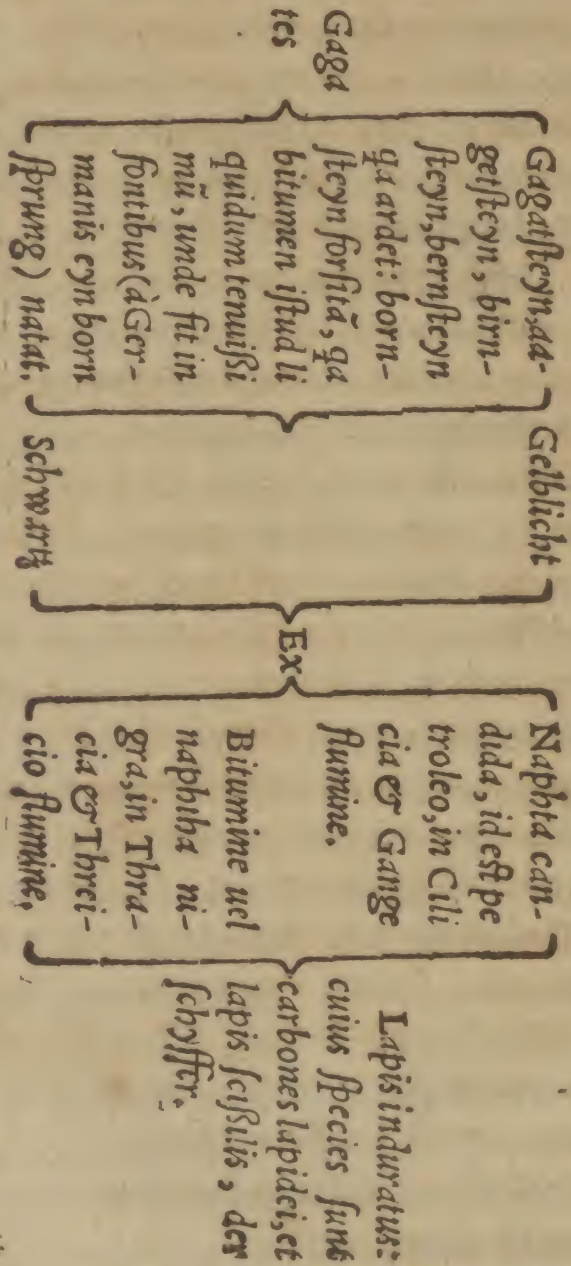 Gaga
tes
Gagatſteyn, aa-
getſteyn, birn-
ſteyn, bernſteyn
qa ardet: born-
ſteyn forſitã, qa
bitumen iſtud li
quidum tenuißi
mũ, unde fit in
fontibus (à Ger-
manis eyn born
ſprung) natat.
Gelblicht
Schwartz
Ex
Naphta can-
dida, id eſt pe
troleo, in Cili
cia & Gange
flumine.
Bitumine uel
naphtha ni-
gra, in Thra-
cia & Threi-
cio flumine.
Lapis induratus:
cuius ſpecies ſunt
carbones lapidei, et
lapis ſcißilis, der
ſchyffer.